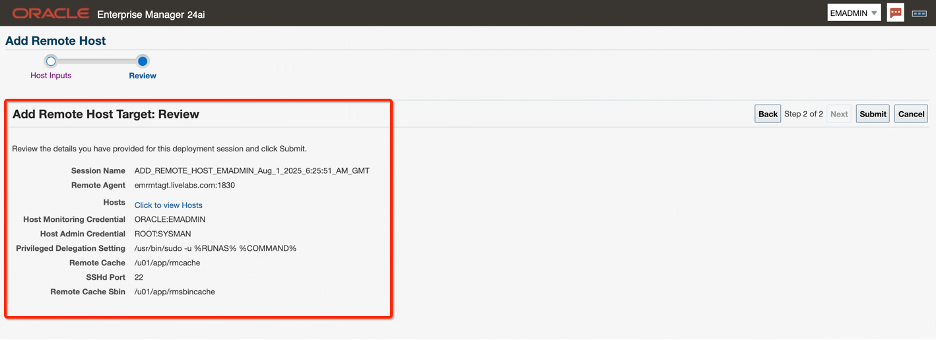 ORACLE Enterprise Manager 24ai EMADMIN
Add Remote Host
Host Inputs Review
Add Remote Host Target: Review Back Step 2 of 2 Next Submit Cancel
Review the details you have provided for this deployment session and click Submit.
Session Name ADD_REMOTE_HOST_EMADMIN_Aug_1_2025_6:25:51_AM_GMT
Remote Agent emrmtagt.livelabs.com:1830
Hosts Click to view Hosts
Host Monitoring Credential ORACLE:EMADMIN
Host Admin Credential ROOT:SYSMAN
Privileged Delegation Setting /usr/bin/sudo -u %RUNAS% %COMMAND%
Remote Cache /u01/app/rmcache
SSHd Port 22
Remote Cache Sbin /u01/app/rmsbincache